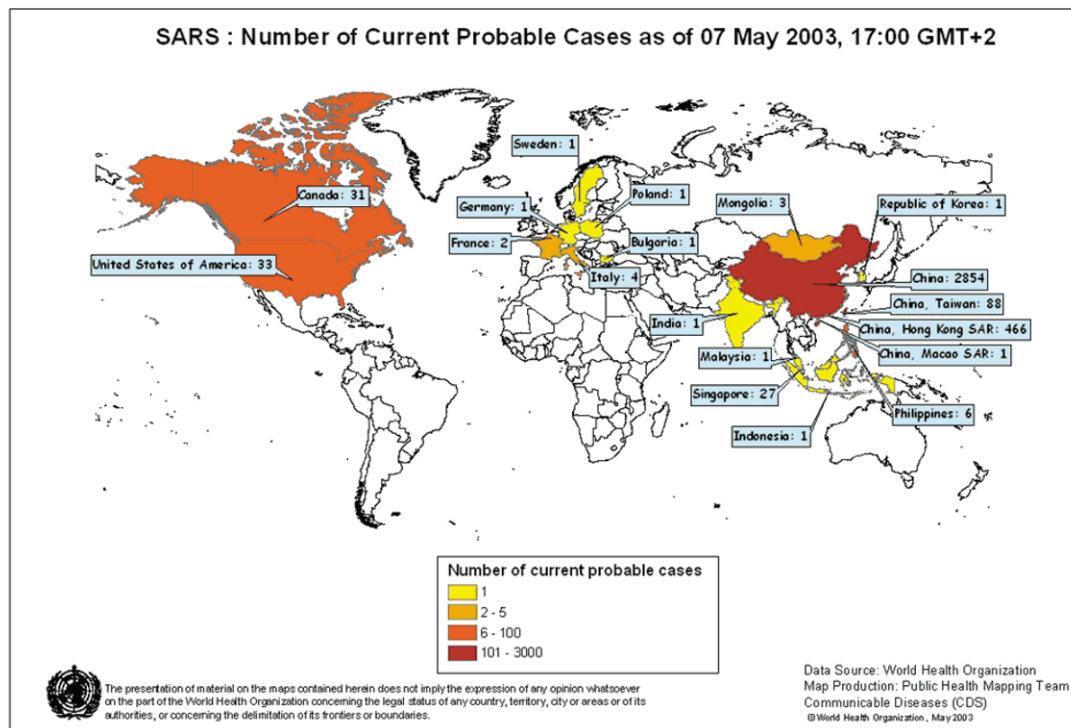 SARS : Number of Current Probable Cases as of 07 May 2003, 17:00 GMT+2
Sweden: 1
Canada: 31
Germany: 1
Poland: 1
Mongolia: 3
Republic of Korea: 1
France: 2
Bulgaria: 1
United States of America: 33
Italy: 4
China: 2854
China, Taiwan: 88
India: 1
China, Hong Kong SAR: 466
Malaysia: 1
China, Macao SAR: 1
Singapore: 27
Philippines: 6
Indonesia: 1
Number of current probable cases
1
2 - 5
6 - 100
101 - 3000
The presentation of material on the maps contained herein does not imply the expression of any opinion whatsoever
on the part of the World Health Organization concerning the legal status of any country, territory, city or areas or of its
authorities, or concerning the delimitation of its frontiers or boundaries.
Data Source: World Health Organization
Map Production: Public Health Mapping Team
Communicable Diseases (CDS)
© World Health Organization, May 2003